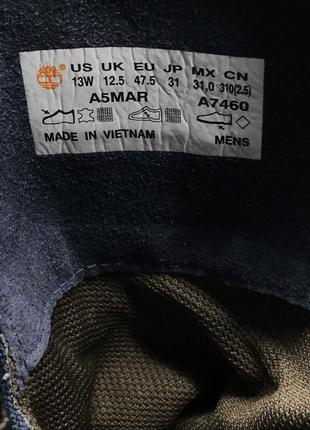 US UK EU JP MX CN
13W 12.5 47.5 31 31,0 310(2.5)
A5MAR A7460
MADE IN VIETNAM MENS